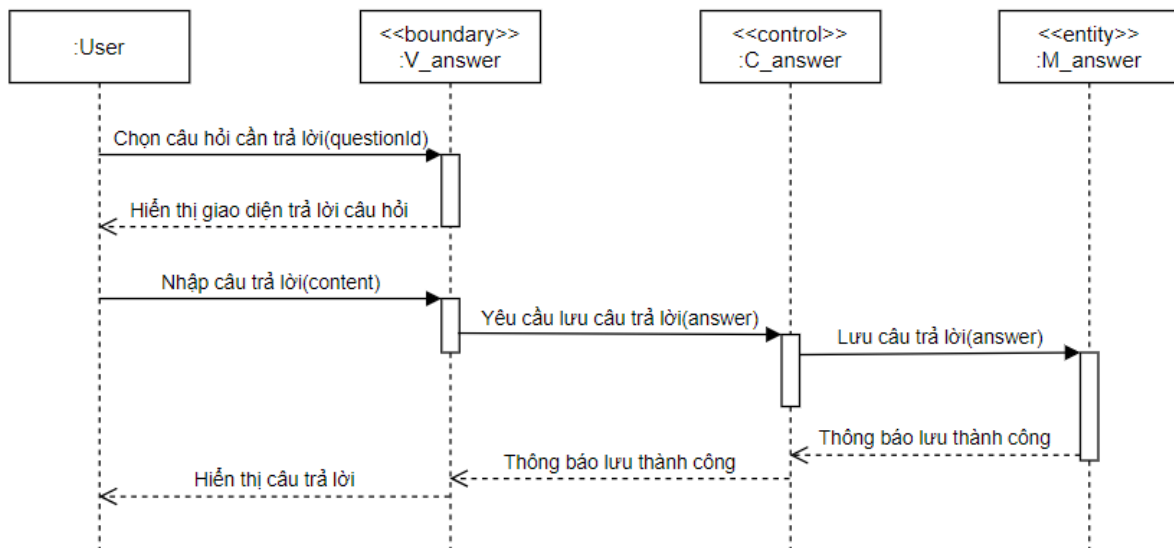 :User
<<boundary>>
:V_answer
<<control>>
:C_answer
<<entity>>
:M_answer
Chọn câu hỏi cần trả lời(questionId)
Hiển thị giao diện trả lời câu hỏi
Nhập câu trả lời(content)
Yêu cầu lưu câu trả lời(answer)
Lưu câu trả lời(answer)
Thông báo lưu thành công
Thông báo lưu thành công
Hiển thị câu trả lời